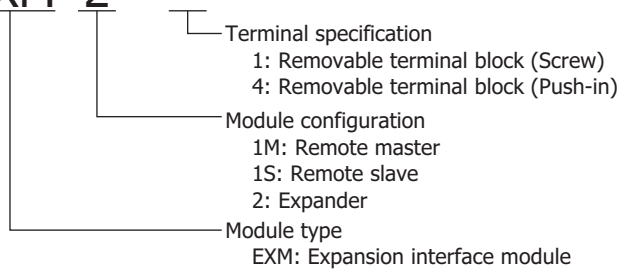 Terminal specification
1: Removable terminal block (Screw)
4: Removable terminal block (Push-in)
Module configuration
1M: Remote master
1S: Remote slave
2: Expander
Module type
EXM: Expansion interface module